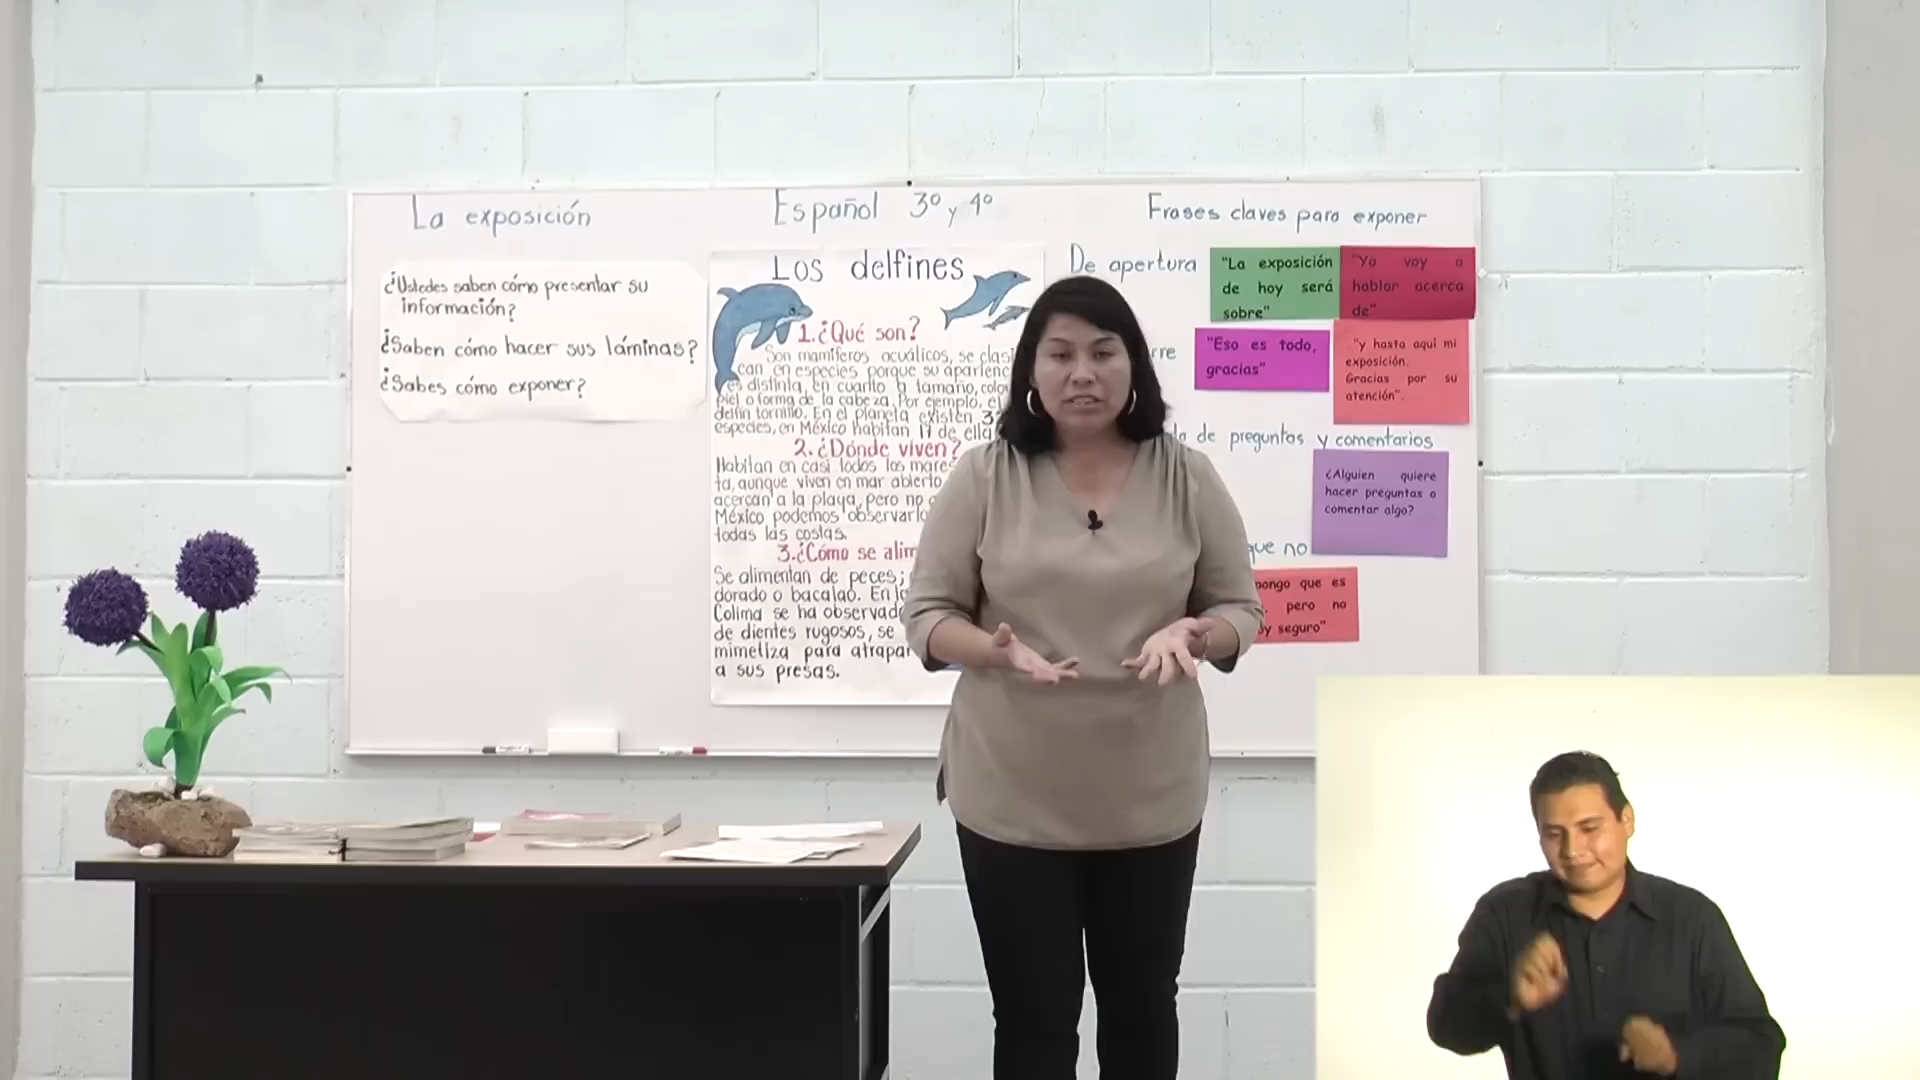 La exposición
¿Ustedes saben cómo presentar su
información?
¿Saben cómo hacer sus láminas?
¿Sabes cómo exponer?
Español 3º y 4º
Los delfines
1. ¿Qué son?
Son mamíferos acuáticos, se clasi
can en especies porque su aparienc
es distinta, en cuanto a tamaño, colo
piel o forma de la cabeza. Por ejemplo, el
delfín tornillo. En el planeta existen 3
especies, en México habitan 17 de ella
2. ¿Dónde viven?
Habitan en casi todos los mares
ta, aunque viven en mar abierto
acercan a la playa, pero no
México podemos observarlo
todas las costas.
3. ¿Cómo se alim
Se alimentan de peces;
dorado o bacalao. En
Colima se ha observad
de dientes rugosos, se
mimetiza para atrapar
a sus presas.
Frases claves para exponer
De apertura
"La exposición
de hoy será
sobre"
"Yo voy a
hablar acerca
de"
rre
"Eso es todo,
gracias"
"y hasta aquí mi
exposición.
Gracias por su
atención".
de preguntas y comentarios
¿Alguien quiere
hacer preguntas o
comentar algo?
que no
pongo que es
, pero no
oy seguro"